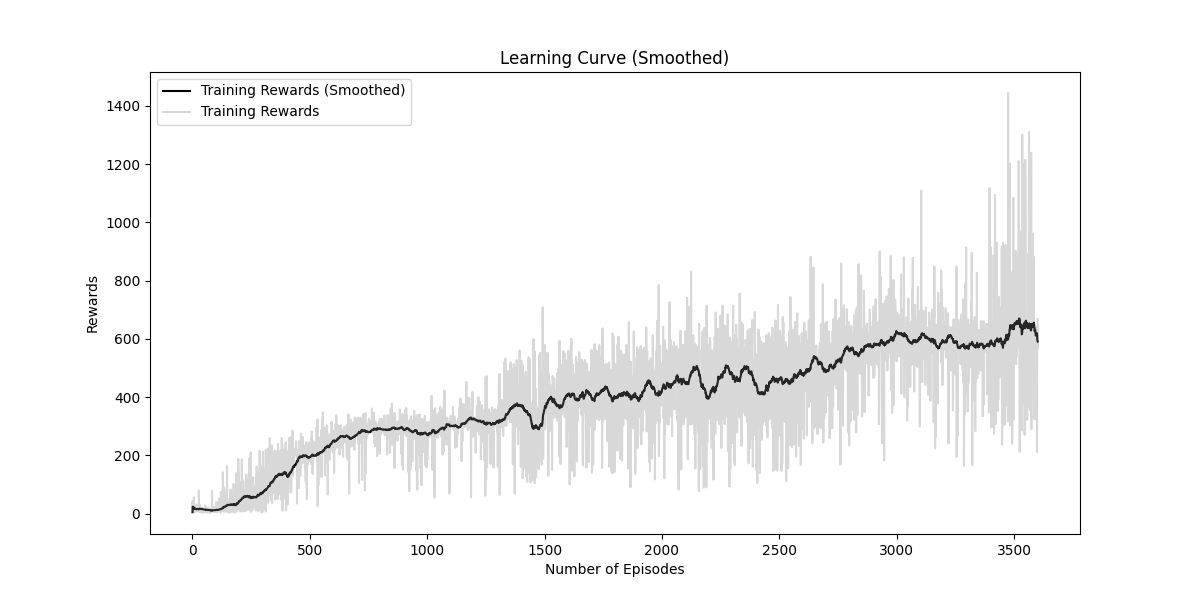 Learning Curve (Smoothed)
Training Rewards (Smoothed)
Training Rewards
1400
1200
1000
800
600
400
200
0
Rewards
0 500 1000 1500 2000 2500 3000 3500
Number of Episodes